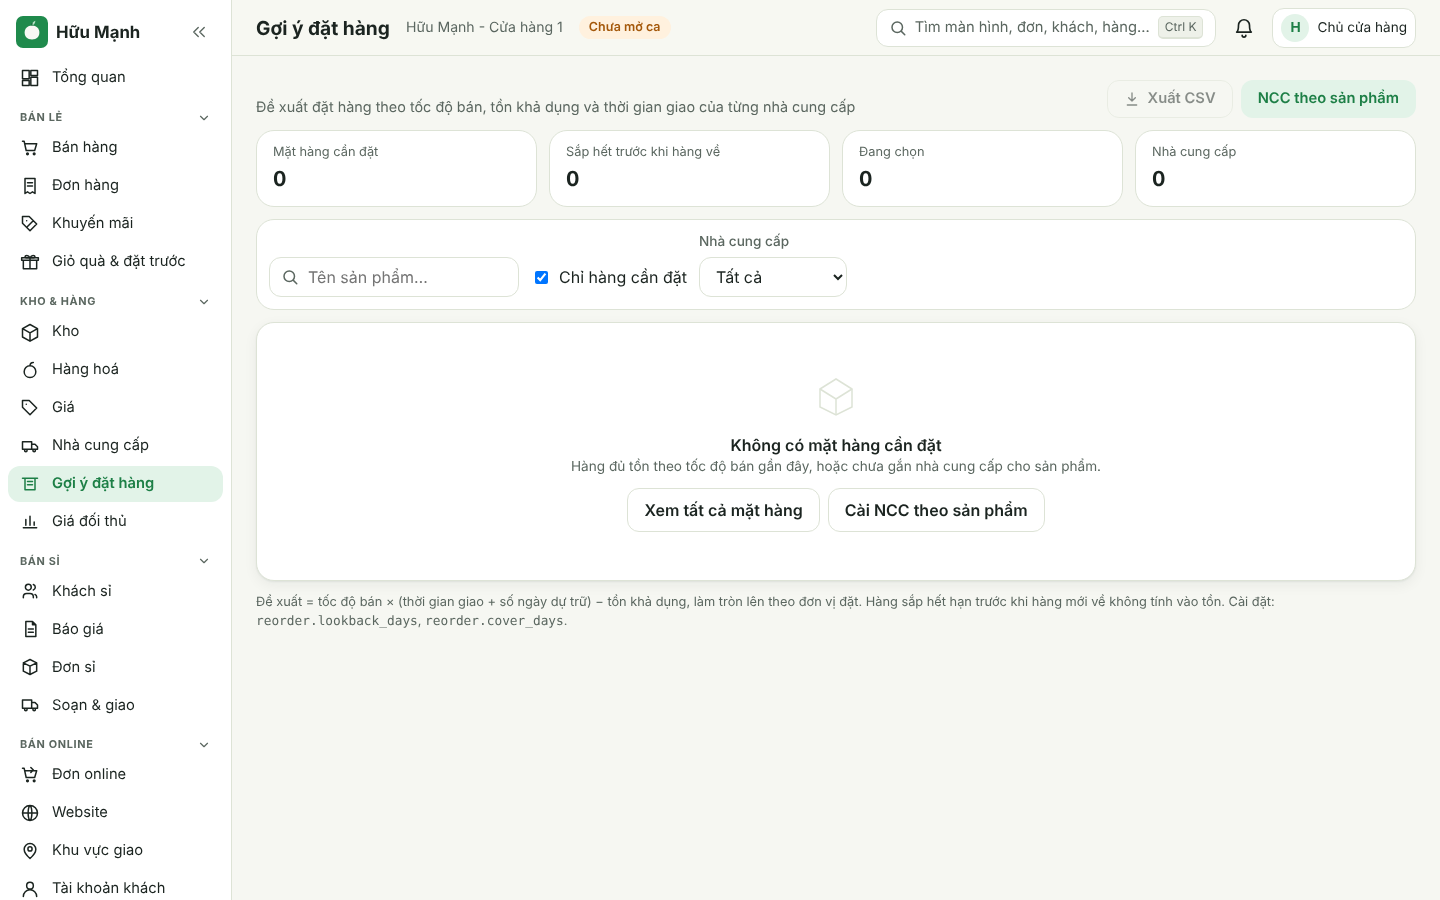 Hữu Mạnh
Tổng quan
BÁN LẺ
Bán hàng
Đơn hàng
Khuyến mãi
Giỏ quà & đặt trước
KHO & HÀNG
Kho
Hàng hoá
Giá
Nhà cung cấp
Gợi ý đặt hàng
Giá đối thủ
BÁN SỈ
Khách sỉ
Báo giá
Đơn sỉ
Soạn & giao
BÁN ONLINE
Đơn online
Website
Khu vực giao
Tài khoản khách
Gợi ý đặt hàng Hữu Mạnh - Cửa hàng 1 Chưa mở ca Tìm màn hình, đơn, khách, hàng... Ctrl K H Chủ cửa hàng
Đề xuất đặt hàng theo tốc độ bán, tồn khả dụng và thời gian giao của từng nhà cung cấp Xuất CSV NCC theo sản phẩm
Mặt hàng cần đặt Sắp hết trước khi hàng về Đang chọn Nhà cung cấp
0 0 0 0
Nhà cung cấp
Tên sản phẩm... Chỉ hàng cần đặt Tất cả
Không có mặt hàng cần đặt
Hàng đủ tồn theo tốc độ bán gần đây, hoặc chưa gắn nhà cung cấp cho sản phẩm.
Xem tất cả mặt hàng Cài NCC theo sản phẩm
Đề xuất = tốc độ bán × (thời gian giao + số ngày dự trữ) − tồn khả dụng, làm tròn lên theo đơn vị đặt. Hàng sắp hết hạn trước khi hàng mới về không tính vào tồn. Cài đặt:
reorder.lookback_days, reorder.cover_days.